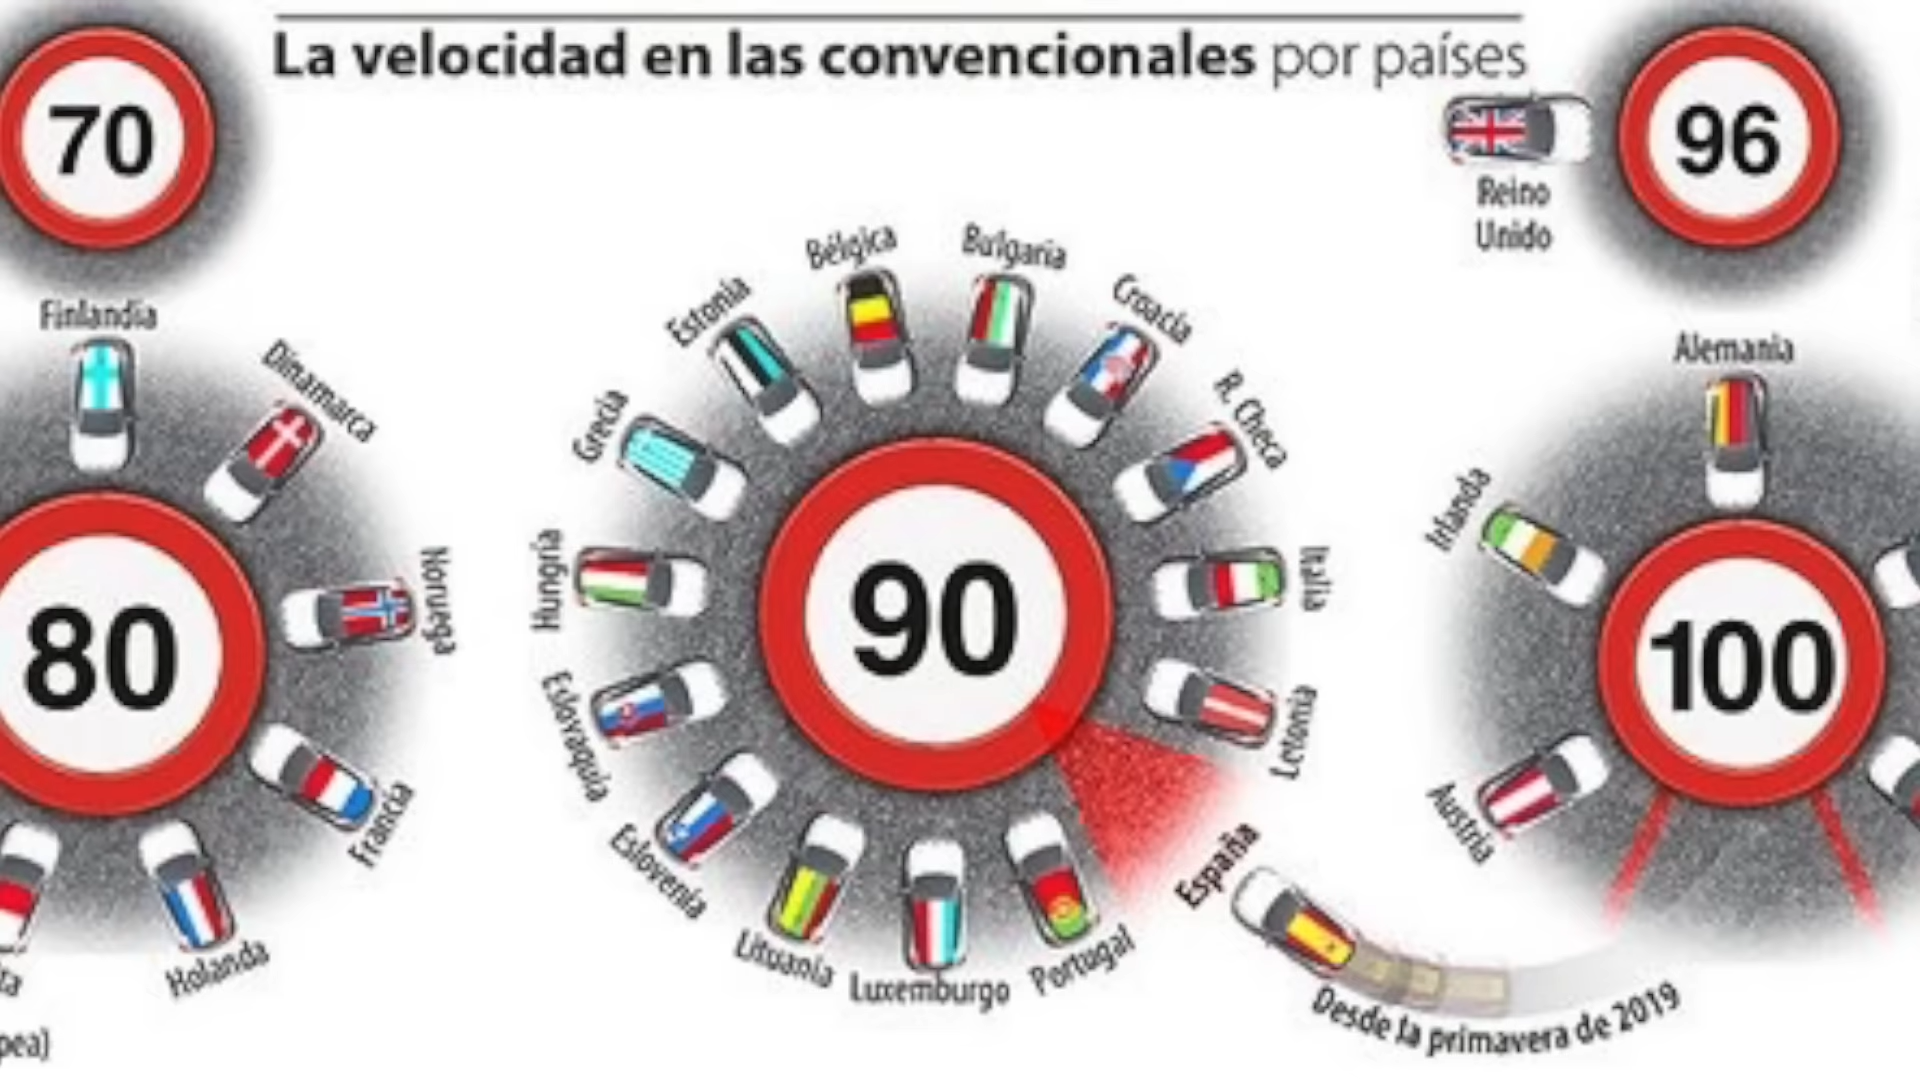 La velocidad en las convencionales por países
70
Finlandia
Dinamarca
Noruega
Francia
Holanda
80
pea)
Bélgica
Bulgaria
Croacia
R. Checa
Italia
Letonia
España
Portugal
Luxemburgo
Lituania
Eslovenia
Eslovaquia
Hungría
Grecia
Estonia
90
Desde la primavera de 2019
Reino
Unido
96
Alemania
Irlanda
Austria
100